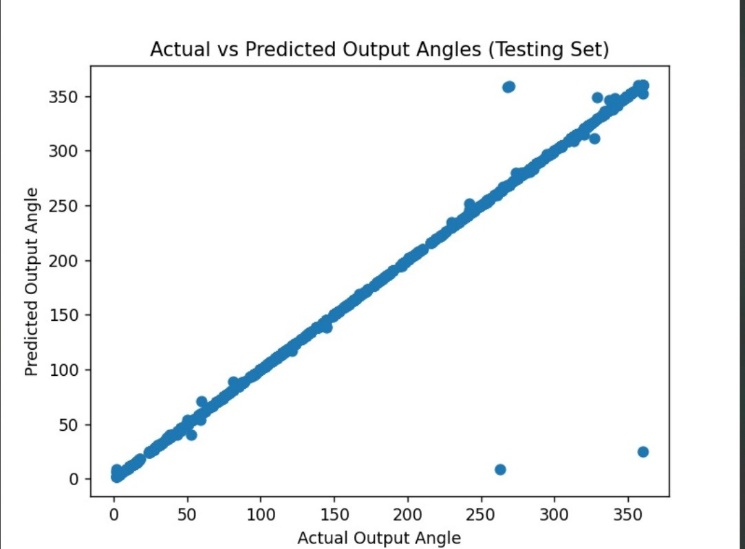 Actual vs Predicted Output Angles (Testing Set)
350
300
250
200
150
100
50
0
Predicted Output Angle
0 50 100 150 200 250 300 350
Actual Output Angle